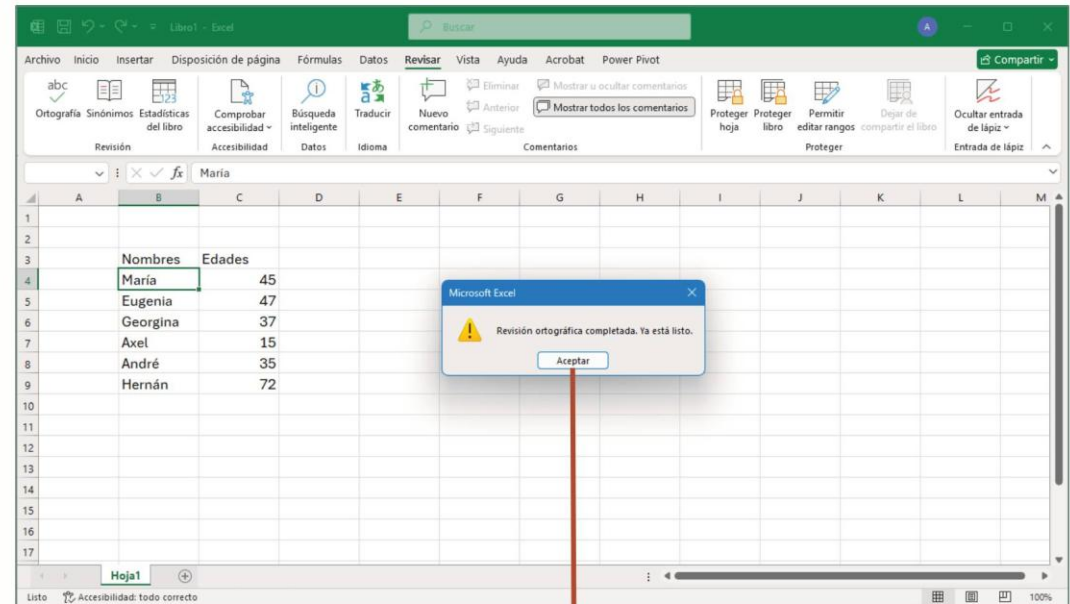 Libro1 - Excel
Buscar
A
Archivo Inicio Insertar Disposición de página Fórmulas Datos Revisar Vista Ayuda Acrobat Power Pivot
Compartir
abc
Ortografía Sinónimos Estadísticas del libro
123
Revisión
Comprobar accesibilidad
Accesibilidad
Búsqueda inteligente
Datos
Traducir
Idioma
Nuevo comentario
Eliminar
Anterior
Siguiente
Mostrar u ocultar comentarios
Mostrar todos los comentarios
Comentarios
Proteger hoja
Proteger libro
Permitir editar rangos
Dejar de compartir el libro
Proteger
Ocultar entrada de lápiz
Entrada de lápiz
fx María
A B C D E F G H I J K L M
1
2
3 Nombres Edades
4 María 45
5 Eugenia 47
6 Georgina 37
7 Axel 15
8 André 35
9 Hernán 72
10
11
12
13
14
15
16
17
Microsoft Excel
Revisión ortográfica completada. Ya está listo.
Aceptar
Hoja1
Listo Accesibilidad: todo correcto 100%